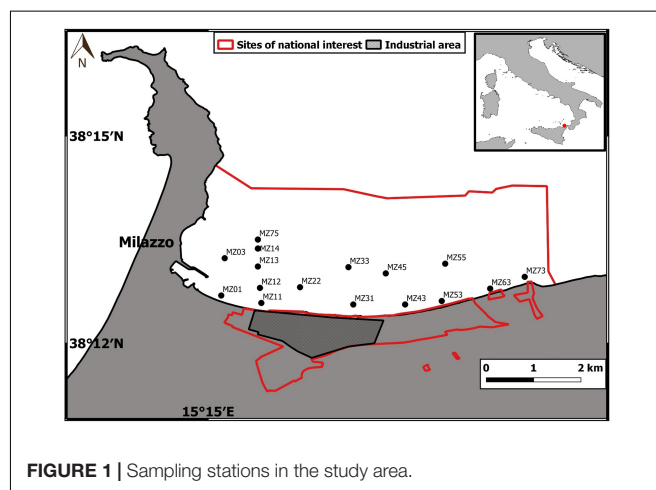 Sites of national interest Industrial area
N
38°15'N
MZ75
MZ14
Milazzo
MZ03
MZ13
MZ33
MZ45
MZ55
MZ12
MZ22
MZ63
MZ73
MZ01
MZ11
MZ31
MZ43
MZ53
38°12'N
0 1 2 km
15°15'E
FIGURE 1 | Sampling stations in the study area.